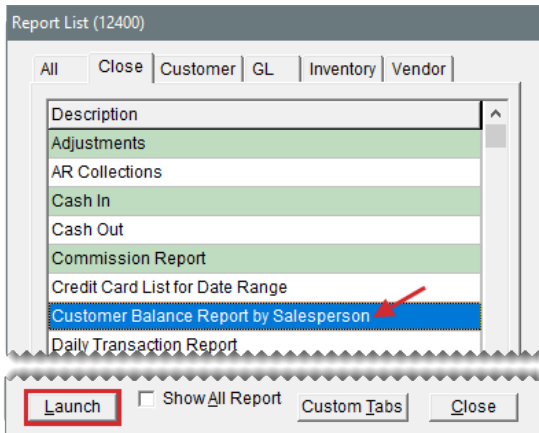 Report List (12400)
All Close Customer GL Inventory Vendor
Description
Adjustments
AR Collections
Cash In
Cash Out
Commission Report
Credit Card List for Date Range
Customer Balance Report by Salesperson
Daily Transaction Report
Launch Show All Report Custom Tabs Close